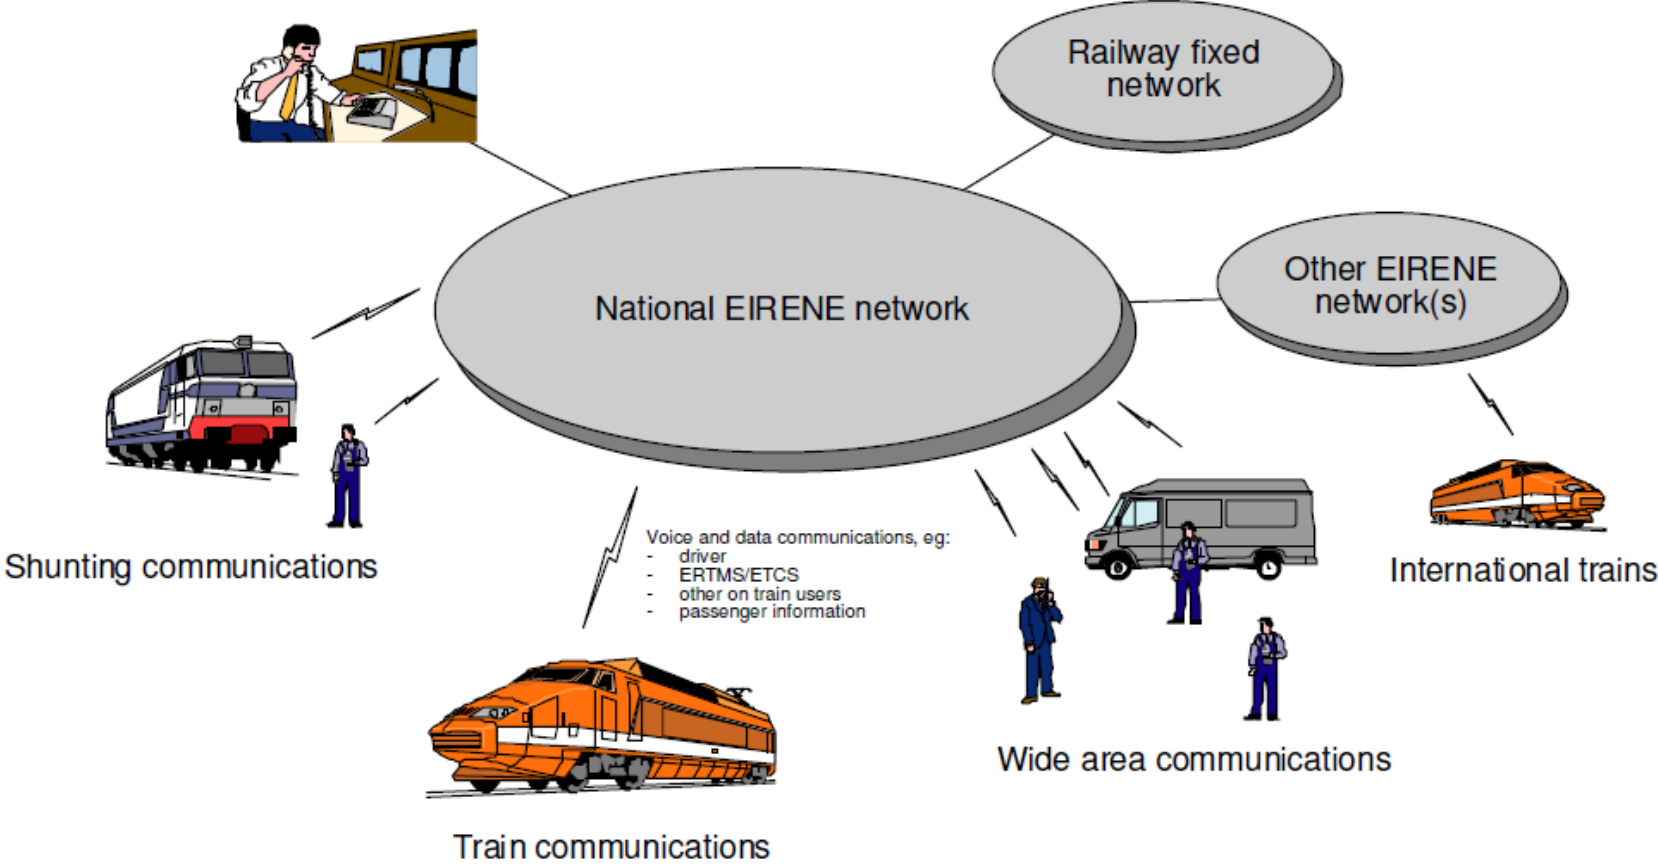 Railway fixed
network
Other EIRENE
network(s)
National EIRENE network
Shunting communications
Voice and data communications, eg:
- driver
- ERTMS/ETCS
- other on train users
- passenger information
International trains
Wide area communications
Train communications